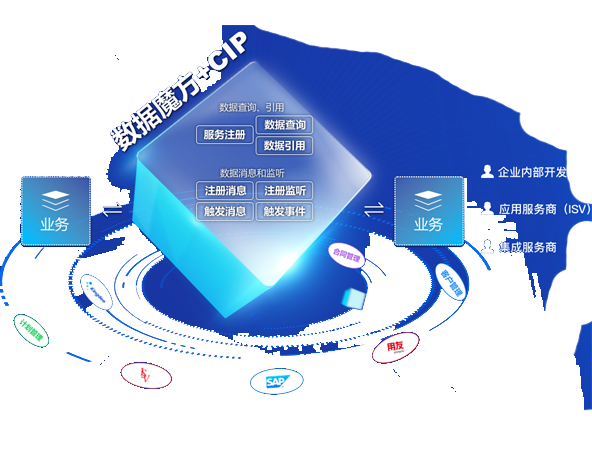 数据魔方+CIP
数据查询、引用
服务注册
数据查询
数据引用
数据消息和监听
注册消息
注册监听
触发消息
触发事件
业务
业务
企业内部开发
应用服务商（ISV）
集成服务商
合同管理
客户管理
计划管理
用友
SAP